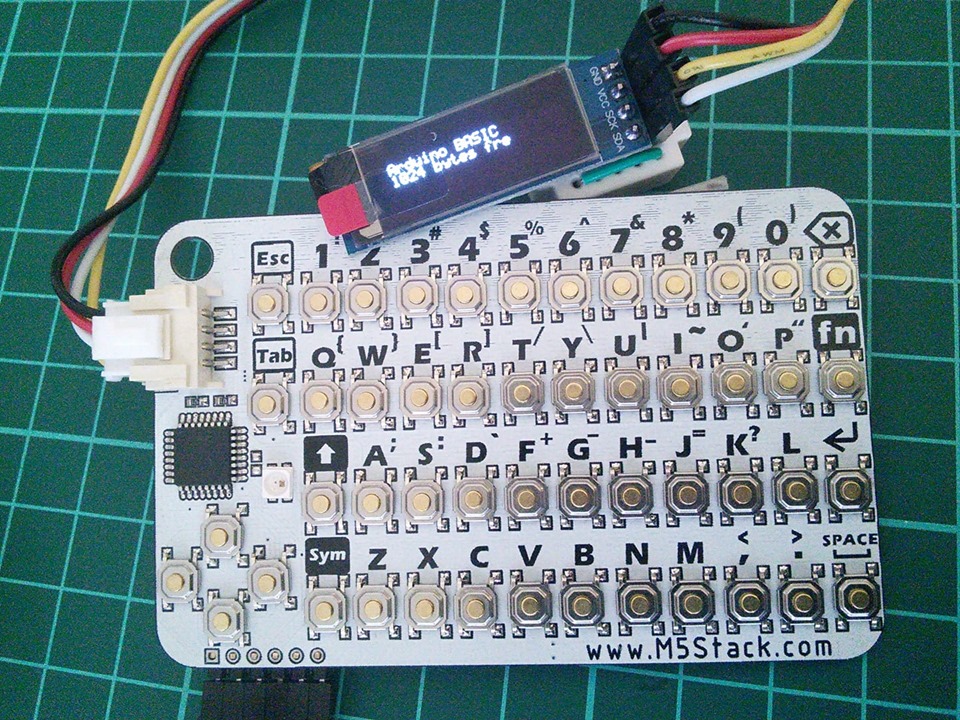 GND VCC SCK SDA
AWG
Arduino BASIC
1024 bytes fre
Esc 1 2 3# 4$ 5% 6^ 7& 8* 9( 0)
Tab Q{ W} E[ R] T/ Y\ U| I~ O‘ P“ fn
A; S: D` F+ G- H- J= K? L
Sym Z X C V B N M <, >. SPACE
www.M5Stack.com